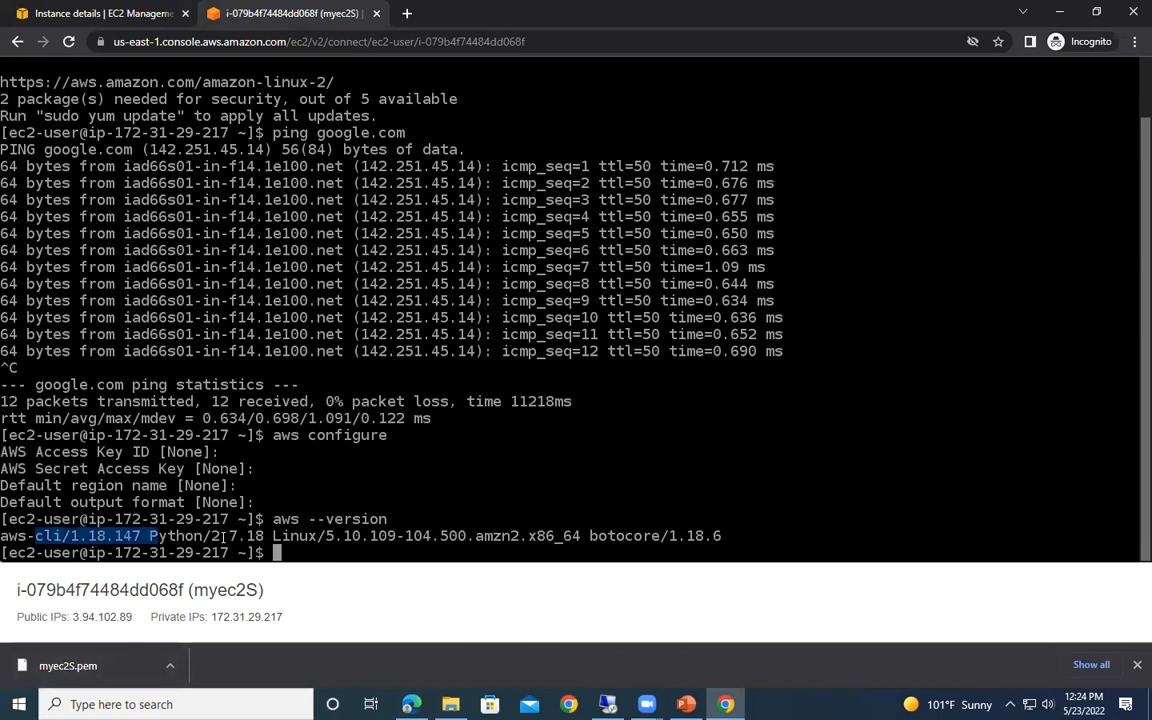 Instance details | EC2 Manageme
i-079b4f74484dd068f (myec2S) |
us-east-1.console.aws.amazon.com/ec2/v2/connect/ec2-user/i-079b4f74484dd068f
Incognito
https://aws.amazon.com/amazon-linux-2/
2 package(s) needed for security, out of 5 available
Run "sudo yum update" to apply all updates.
[ec2-user@ip-172-31-29-217 ~]$ ping google.com
PING google.com (142.251.45.14) 56(84) bytes of data.
64 bytes from iad66s01-in-f14.1e100.net (142.251.45.14): icmp_seq=1 ttl=50 time=0.712 ms
64 bytes from iad66s01-in-f14.1e100.net (142.251.45.14): icmp_seq=2 ttl=50 time=0.676 ms
64 bytes from iad66s01-in-f14.1e100.net (142.251.45.14): icmp_seq=3 ttl=50 time=0.677 ms
64 bytes from iad66s01-in-f14.1e100.net (142.251.45.14): icmp_seq=4 ttl=50 time=0.655 ms
64 bytes from iad66s01-in-f14.1e100.net (142.251.45.14): icmp_seq=5 ttl=50 time=0.650 ms
64 bytes from iad66s01-in-f14.1e100.net (142.251.45.14): icmp_seq=6 ttl=50 time=0.663 ms
64 bytes from iad66s01-in-f14.1e100.net (142.251.45.14): icmp_seq=7 ttl=50 time=1.09 ms
64 bytes from iad66s01-in-f14.1e100.net (142.251.45.14): icmp_seq=8 ttl=50 time=0.644 ms
64 bytes from iad66s01-in-f14.1e100.net (142.251.45.14): icmp_seq=9 ttl=50 time=0.634 ms
64 bytes from iad66s01-in-f14.1e100.net (142.251.45.14): icmp_seq=10 ttl=50 time=0.636 ms
64 bytes from iad66s01-in-f14.1e100.net (142.251.45.14): icmp_seq=11 ttl=50 time=0.652 ms
64 bytes from iad66s01-in-f14.1e100.net (142.251.45.14): icmp_seq=12 ttl=50 time=0.690 ms
^C
--- google.com ping statistics ---
12 packets transmitted, 12 received, 0% packet loss, time 11218ms
rtt min/avg/max/mdev = 0.634/0.698/1.091/0.122 ms
[ec2-user@ip-172-31-29-217 ~]$ aws configure
AWS Access Key ID [None]:
AWS Secret Access Key [None]:
Default region name [None]:
Default output format [None]:
[ec2-user@ip-172-31-29-217 ~]$ aws --version
aws-cli/1.18.147 Python/2.7.18 Linux/5.10.109-104.500.amzn2.x86_64 botocore/1.18.6
[ec2-user@ip-172-31-29-217 ~]$
i-079b4f74484dd068f (myec2S)
Public IPs: 3.94.102.89 Private IPs: 172.31.29.217
myec2S.pem
Show all
Type here to search
101°F Sunny
12:24 PM
5/23/2022